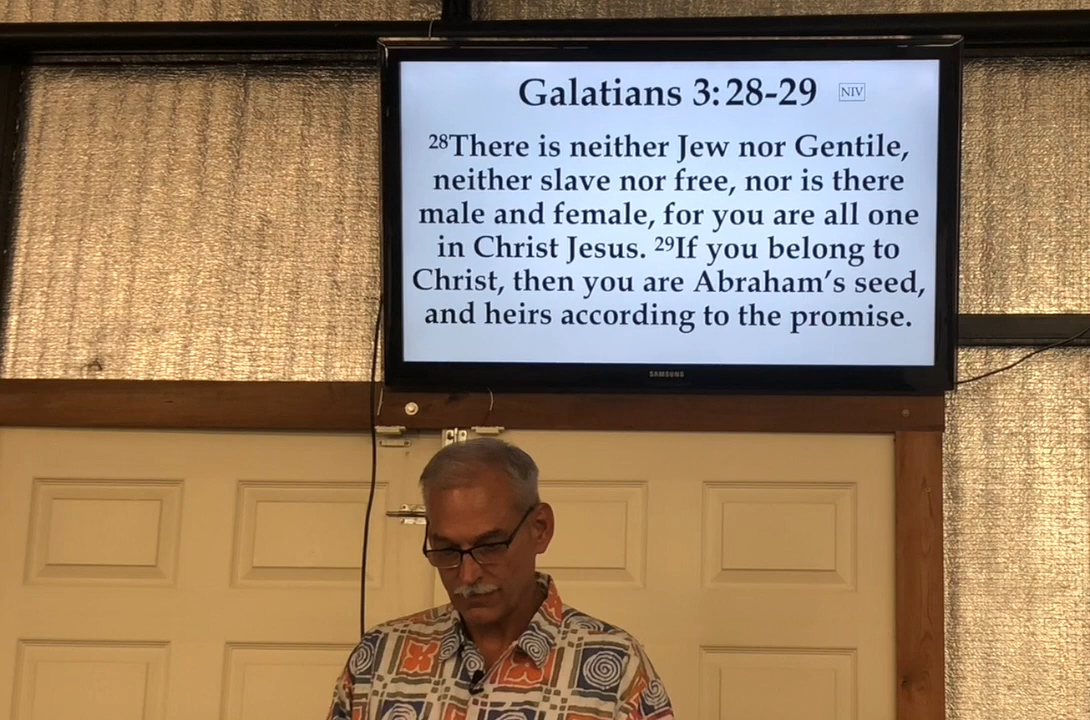 Galatians 3:28-29 NIV
28There is neither Jew nor Gentile,
neither slave nor free, nor is there
male and female, for you are all one
in Christ Jesus. 29If you belong to
Christ, then you are Abraham's seed,
and heirs according to the promise.
SAMSUNG